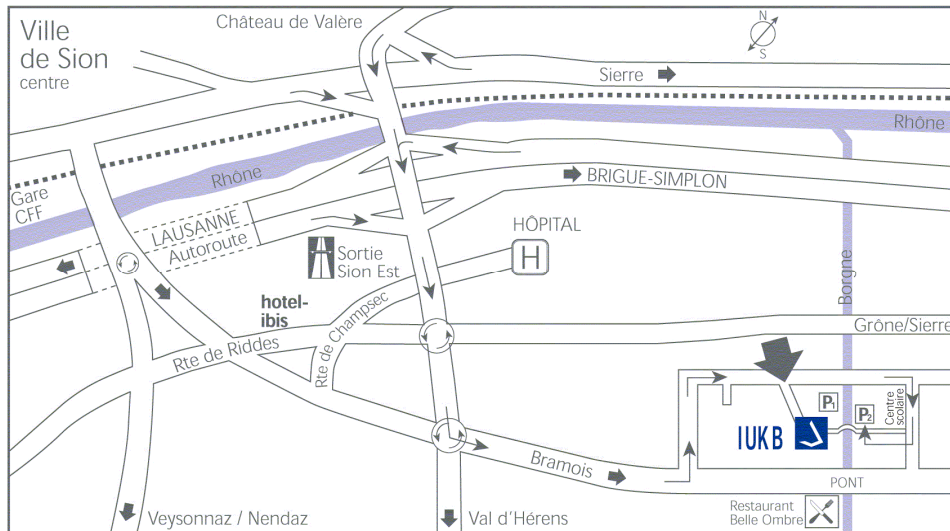 Ville
de Sion
centre
Château de Valère
N
S
Sierre
Rhône
Rhône
Gare
CFF
LAUSANNE
Autoroute
BRIGUE-SIMPLON
HÔPITAL
H
Sortie
Sion Est
Borgne
hotel-
ibis
Rte de Champsec
Rte de Riddes
Grône/Sierre
P1
P2
Centre
scolaire
IUKB
Bramois
PONT
Restaurant
Belle Ombre
Veysonnaz / Nendaz
Val d'Hérens